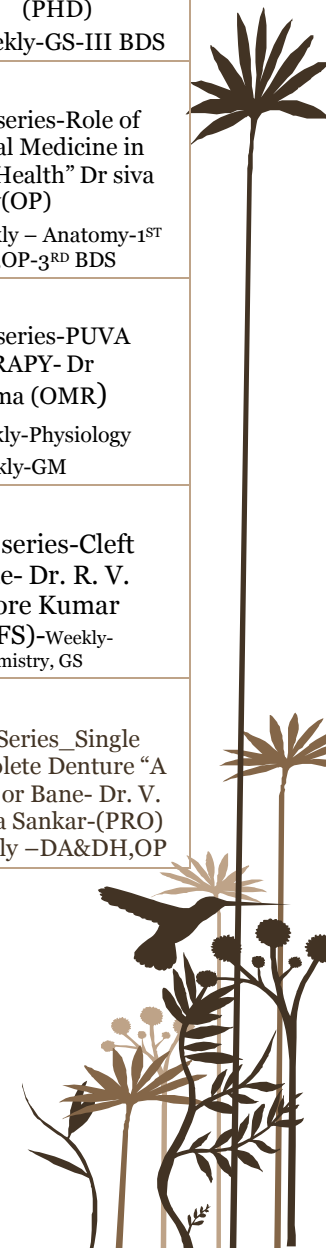 (PHD)
ekly-GS-III BDS
series-Role of
al Medicine in
Health” Dr siva
(OP)
ly – Anatomy-1ST
OP-3RD BDS
series-PUVA
RAPY- Dr
ma (OMR)
kly-Physiology
kly-GM
series-Cleft
e- Dr. R. V.
ore Kumar
FS)-Weekly-
mistry, GS
Series_Single
plete Denture “A
or Bane- Dr. V.
a Sankar-(PRO)
ly –DA&DH,OP